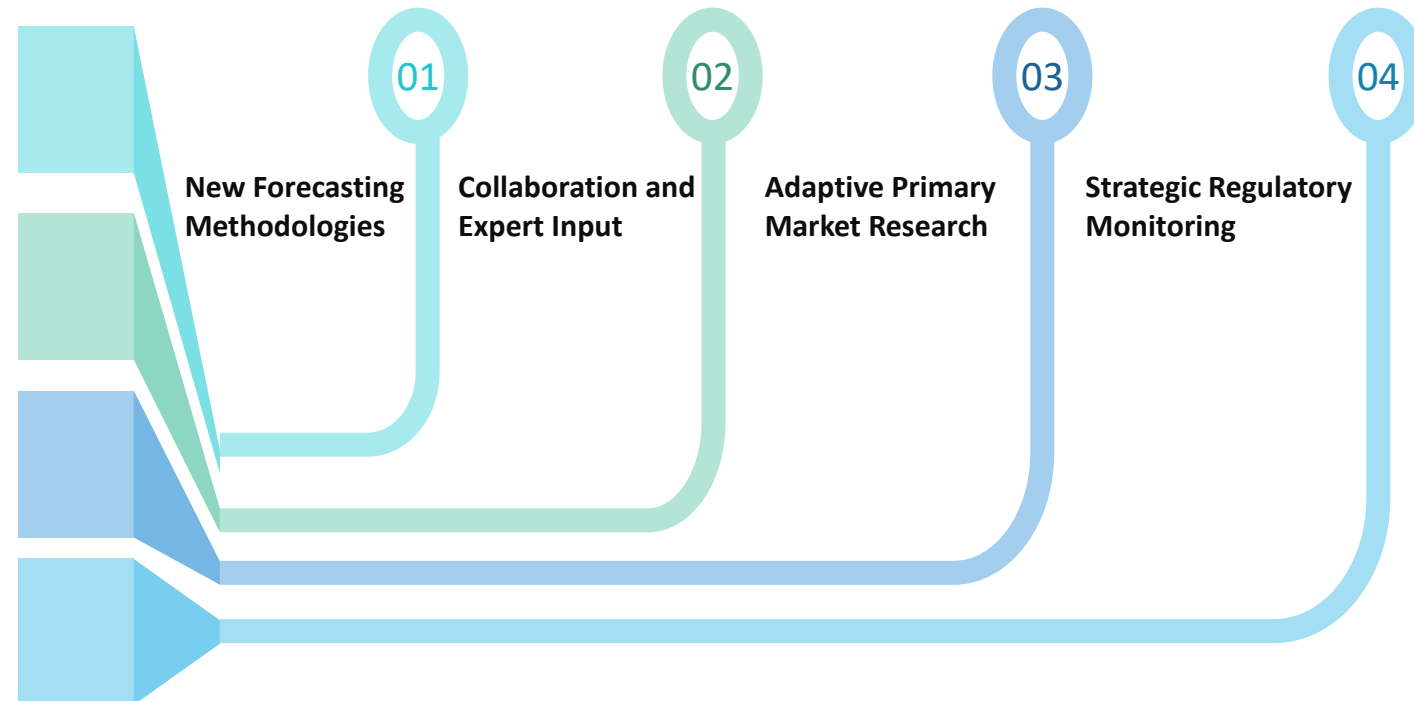 01
02
03
04
New Forecasting
Methodologies
Collaboration and
Expert Input
Adaptive Primary
Market Research
Strategic Regulatory
Monitoring